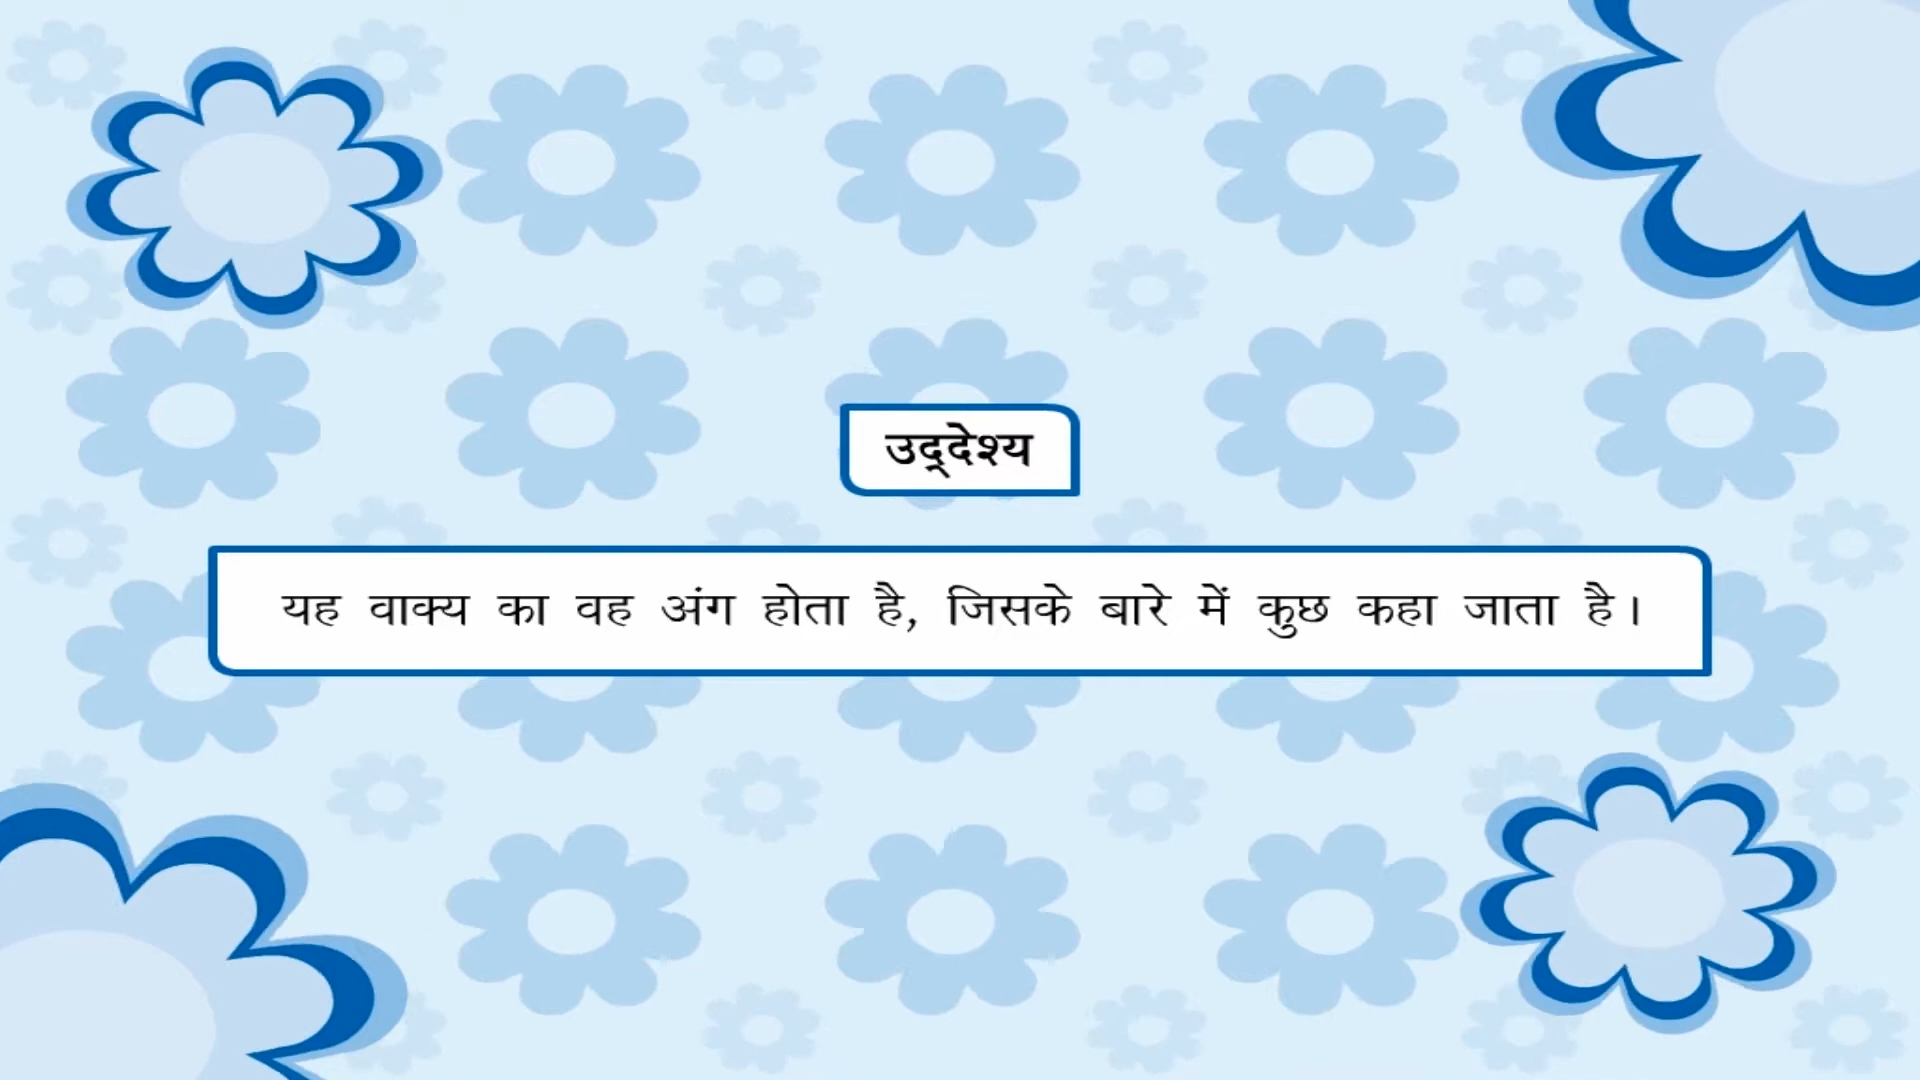 उद्‌देश्य
यह वाक्य का वह अंग होता है, जिसके बारे में कुछ कहा जाता है।